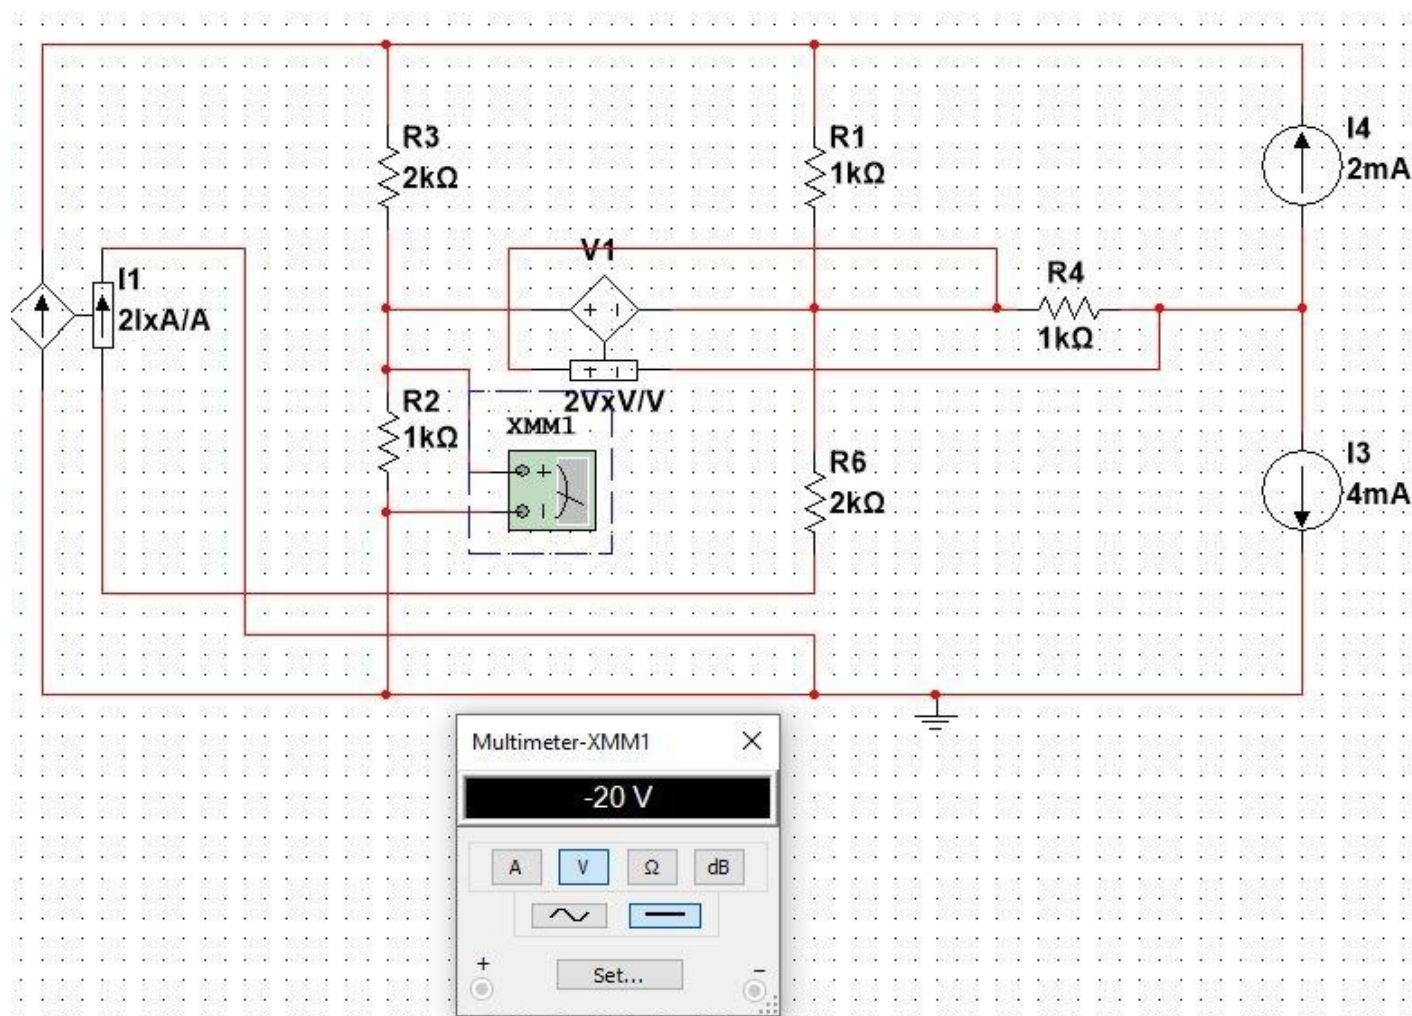 R3
2kΩ
R1
1kΩ
I4
2mA
V1
I1
2IxA/A
R4
1kΩ
2VxV/V
R2
1kΩ
XMM1
R6
2kΩ
I3
4mA
Multimeter-XMM1
-20 V
A V Ω dB
+ −
Set...